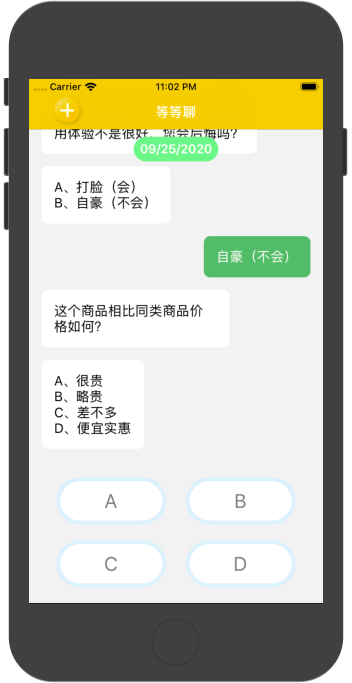 Carrier
11:02 PM
等等聊
用体验不是很好，您会后悔吗？
09/25/2020
A、打脸（会）
B、自豪（不会）
自豪（不会）
这个商品相比同类商品价
格如何?
A、很贵
B、略贵
C、差不多
D、便宜实惠
A
B
C
D